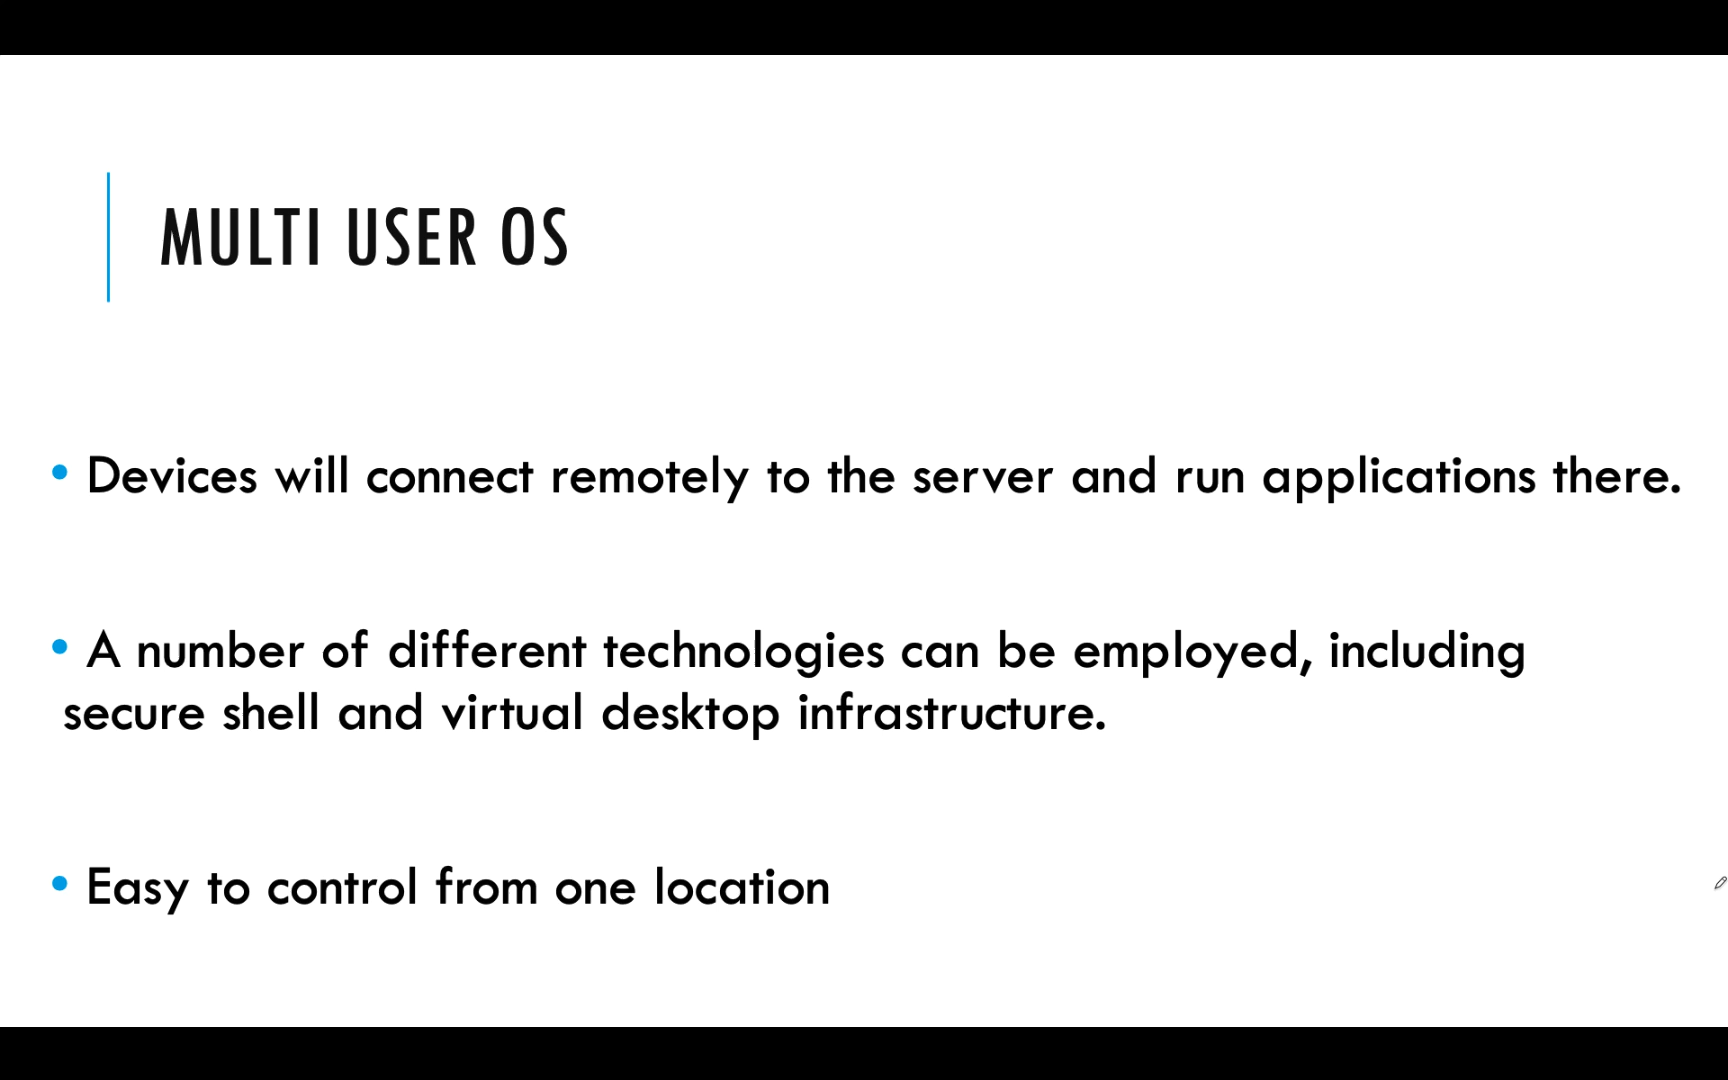 MULTI USER OS
• Devices will connect remotely to the server and run applications there.
• A number of different technologies can be employed, including
secure shell and virtual desktop infrastructure.
• Easy to control from one location